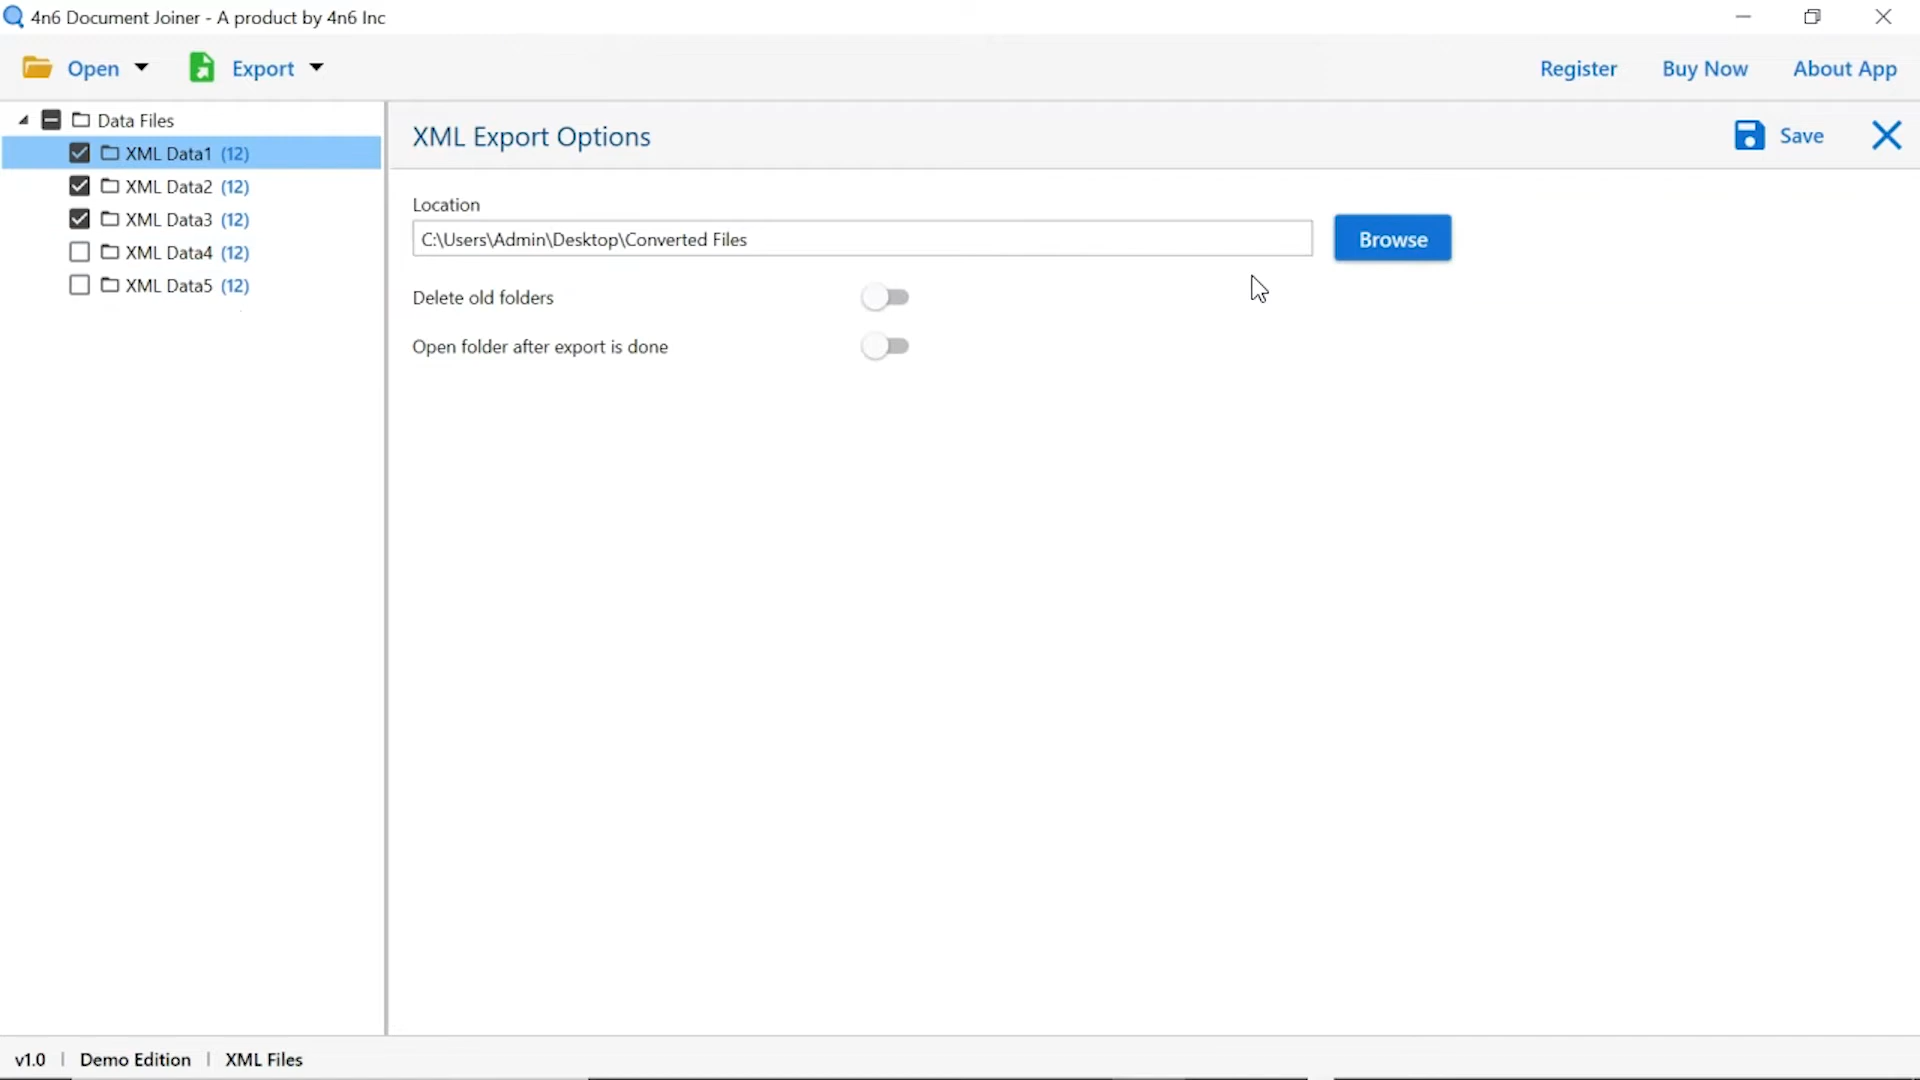 4n6 Document Joiner - A product by 4n6 Inc
Open Export Register Buy Now About App
Data Files
XML Data1 (12)
XML Data2 (12)
XML Data3 (12)
XML Data4 (12)
XML Data5 (12)
XML Export Options Save
Location
C:\Users\Admin\Desktop\Converted Files Browse
Delete old folders
Open folder after export is done
v1.0 | Demo Edition | XML Files